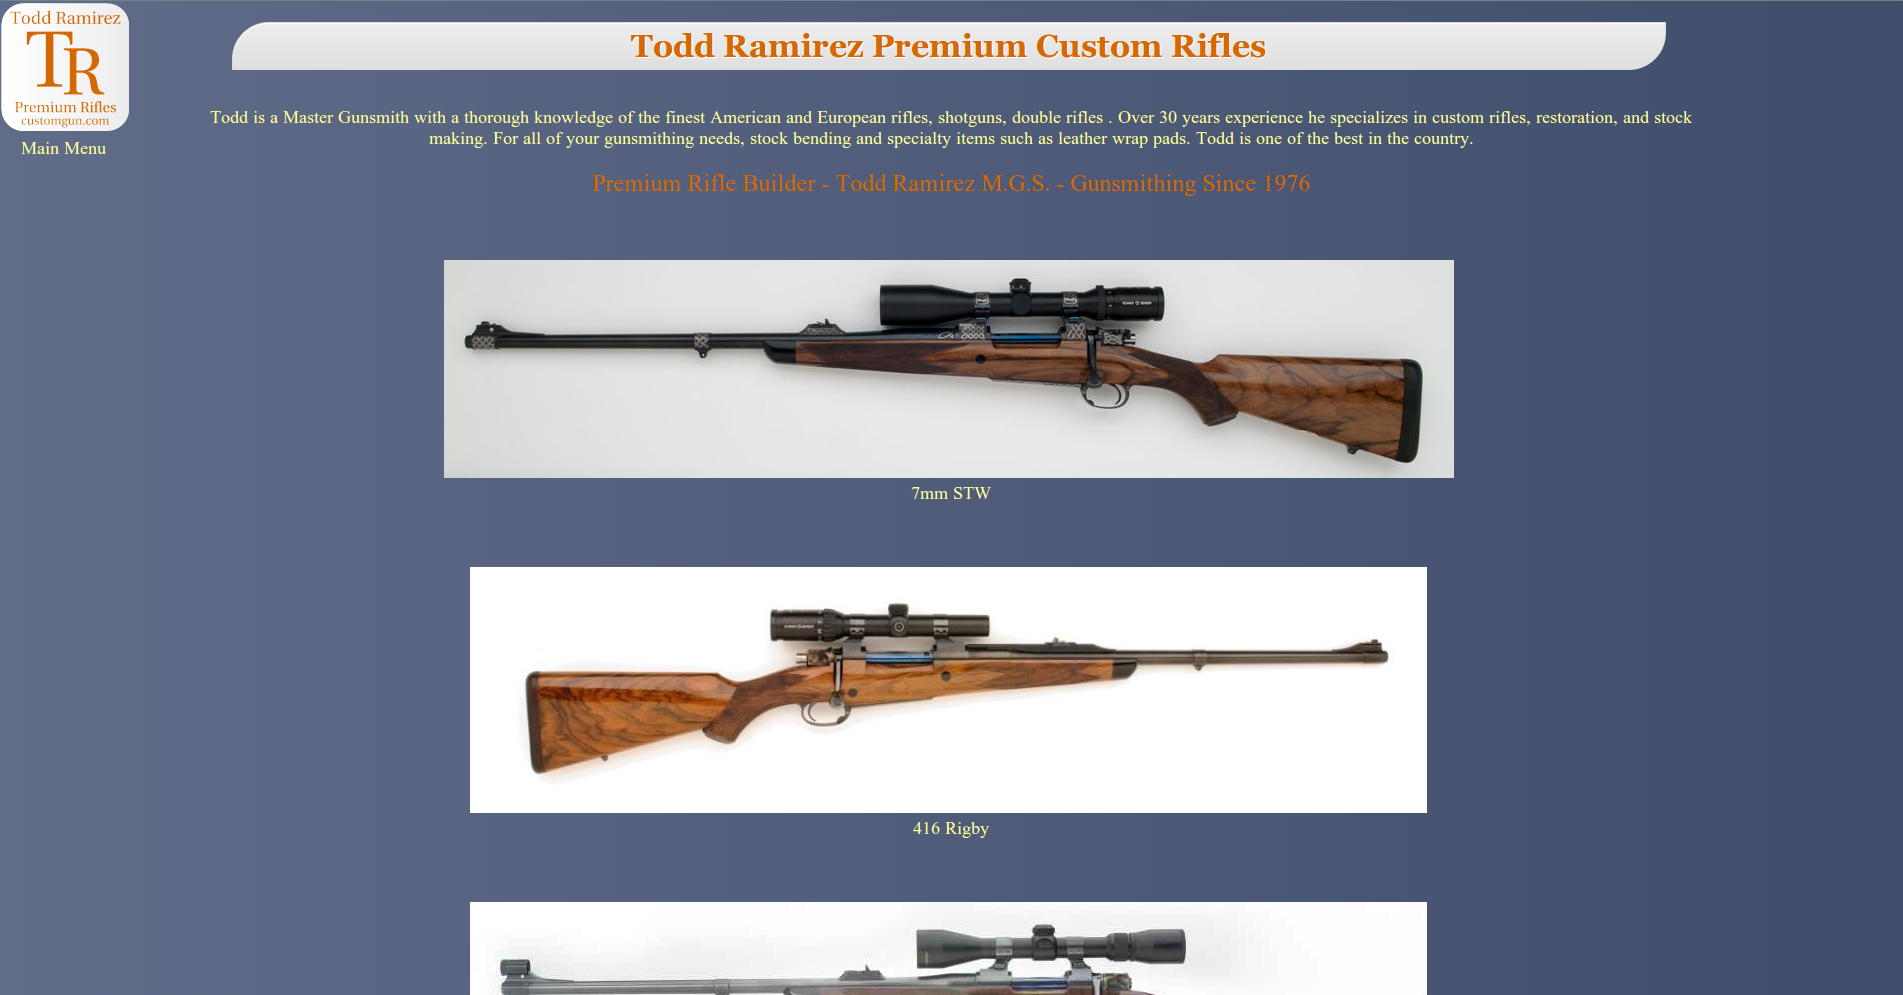 Todd Ramirez
TR
Premium Rifles
customgun.com
Main Menu
Todd Ramirez Premium Custom Rifles
Todd is a Master Gunsmith with a thorough knowledge of the finest American and European rifles, shotguns, double rifles . Over 30 years experience he specializes in custom rifles, restoration, and stock
making. For all of your gunsmithing needs, stock bending and specialty items such as leather wrap pads. Todd is one of the best in the country.
Premium Rifle Builder - Todd Ramirez M.G.S. - Gunsmithing Since 1976
7mm STW
416 Rigby